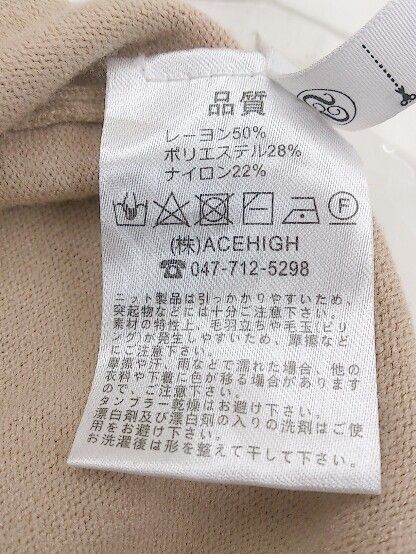 品質
レーヨン50%
ポリエステル28%
ナイロン22%
(株)ACEHIGH
☎047-712-5298
ニット製品は引っかかりやすいため、
突起物などには十分ご注意下さい。
素材の特性上、毛羽立ちや毛玉(ピリ
ング)が発生しやすいため、摩擦など
にご注意下さい。
摩擦や汗、雨などで濡れた場合、他の
衣料や下着に色が移る場合があります
ので、ご注意下さい。
タンブラー乾燥はお避け下さい。
漂白剤及び漂白剤の入りの洗剤はご使
用をお避け下さい。
お洗濯後は形を整えて干して下さい。